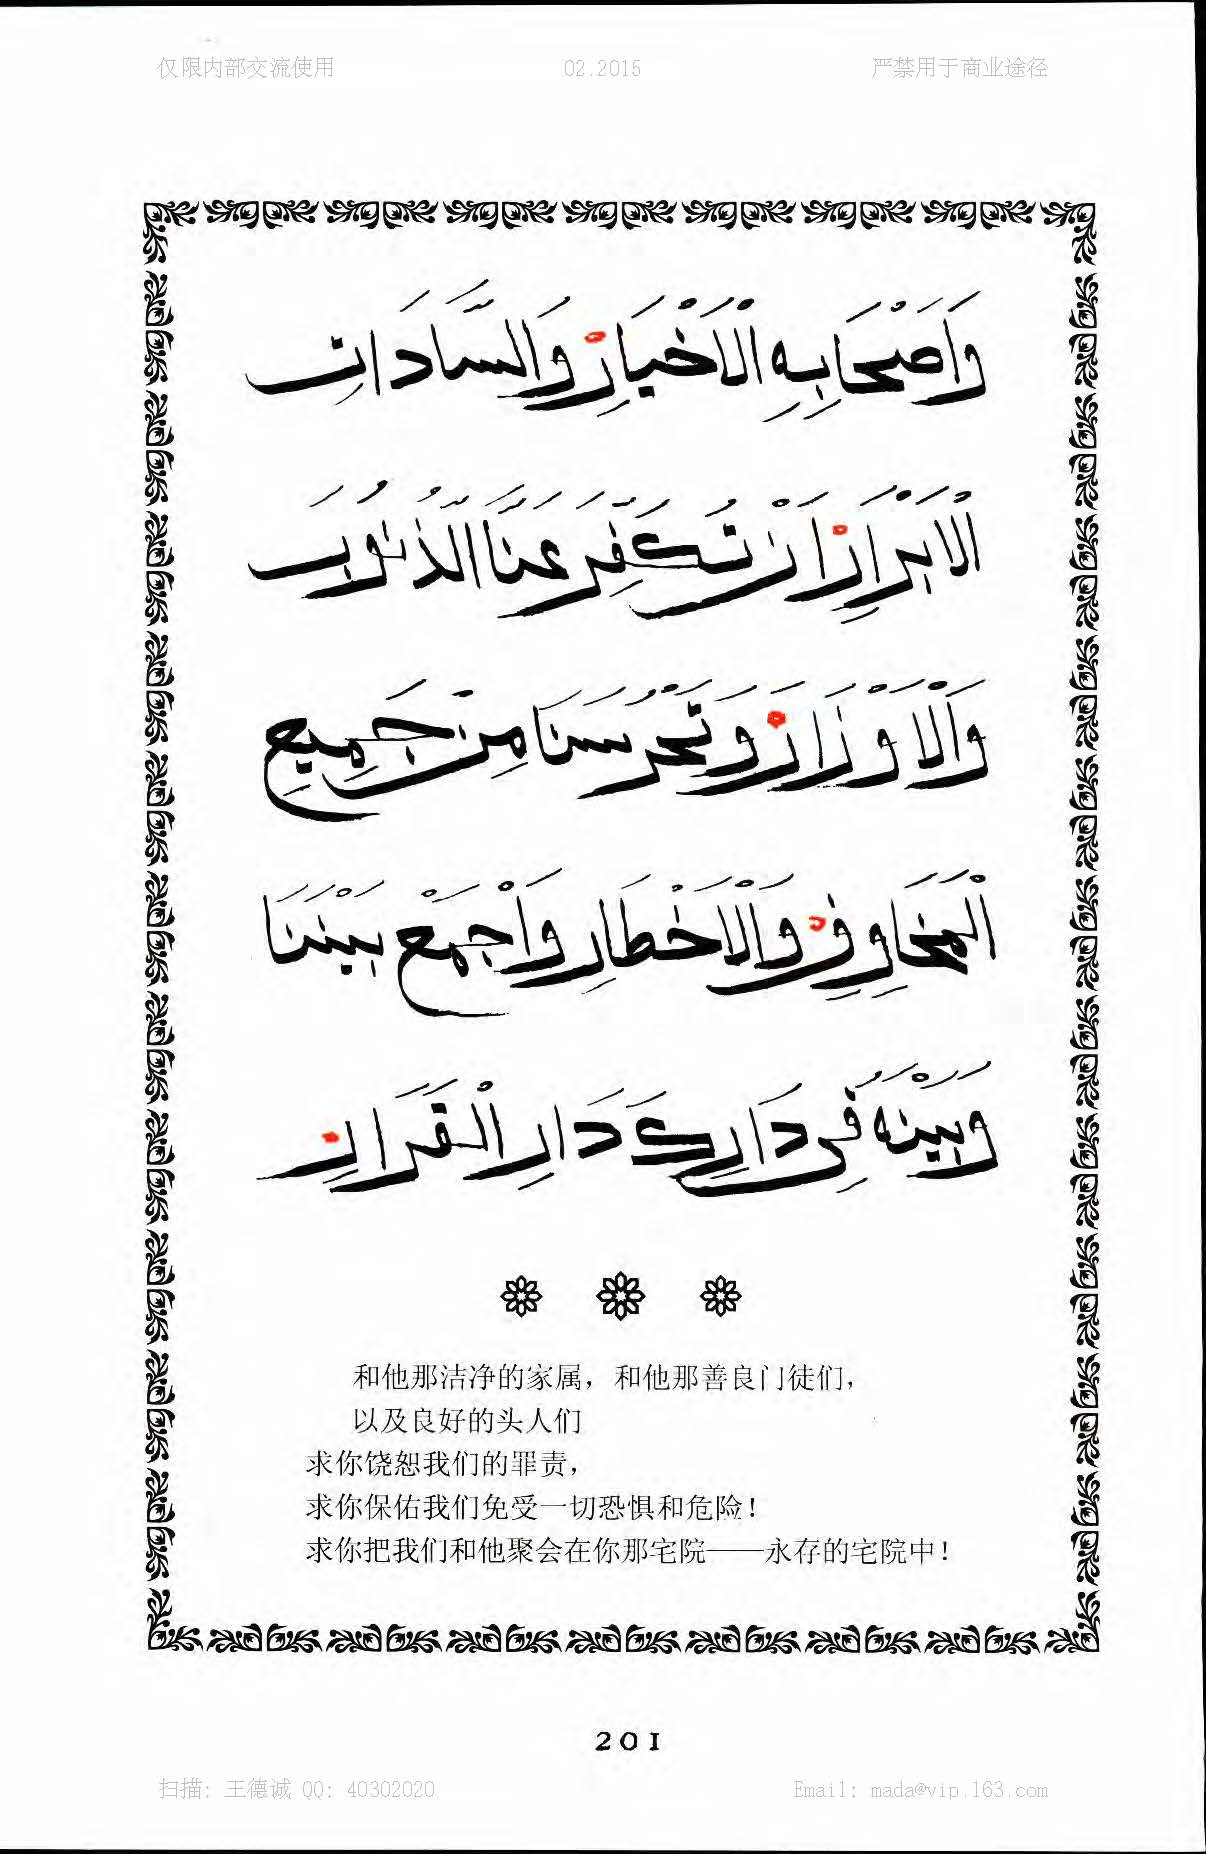 仅限内部交流使用 02.2015 严禁用于商业途径
وَأَصْحَابِهِ الْأَخْيَارِ وَالسَّادَاتِ
الْأَبْرَارِ أَنْ تُكَفِّرَ عَنَّا الذُّنُوبَ
وَالْأَوْزَارَ وَتَحْرُسَنَا مِنْ جَمِيعِ
الْمَخَاوِفِ وَالْأَخْطَارِ وَاجْمَعْ بَيْنَنَا
وَبَيْنَهُ فِي دَارِكَ دَارِ الْقَرَارِ
和他那洁净的家属，和他那善良门徒们，
以及良好的头人们
求你饶恕我们的罪责，
求你保佑我们免受一切恐惧和危险！
求你把我们和他聚会在你那宅院——永存的宅院中！
201
扫描: 王德诚 QQ: 40302020 Email: mada@vip.163.com